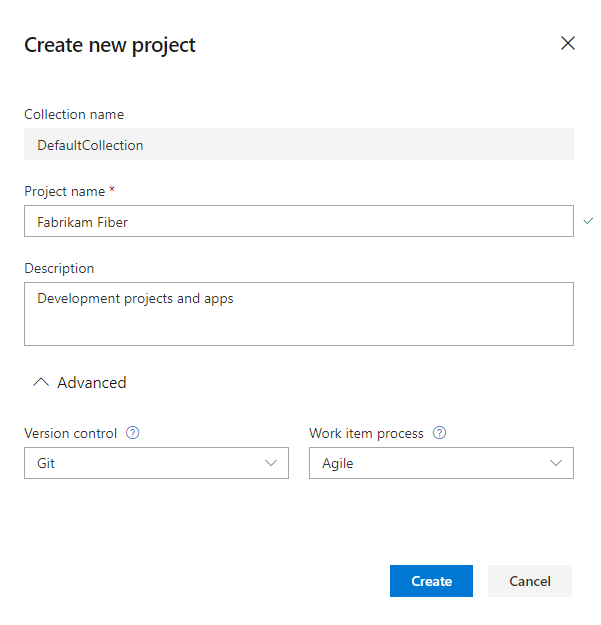 Create new project
Collection name
DefaultCollection
Project name *
Fabrikam Fiber
Description
Development projects and apps
Advanced
Version control ? Work item process ?
Git Agile
Create Cancel